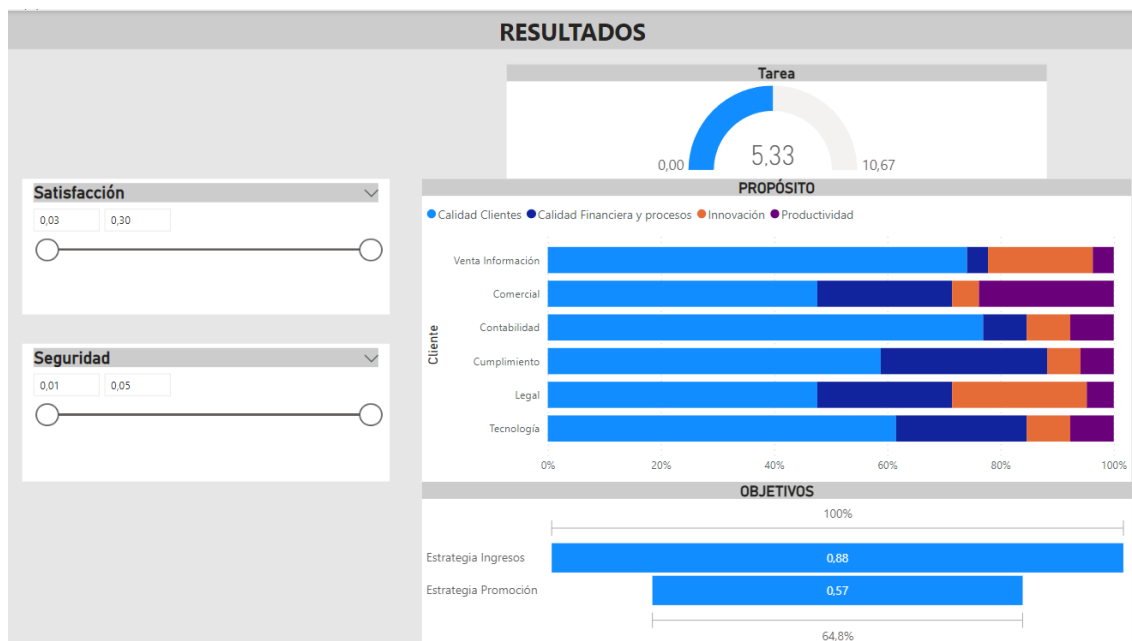 RESULTADOS
Tarea
0,00
5,33
10,67
Satisfacción
0,03 0,30
Seguridad
0,01 0,05
PROPÓSITO
Calidad Clientes Calidad Financiera y procesos Innovación Productividad
Cliente
Venta Información
Comercial
Contabilidad
Cumplimiento
Legal
Tecnología
0% 20% 40% 60% 80% 100%
OBJETIVOS
100%
Estrategia Ingresos 0,88
Estrategia Promoción 0,57
64.8%